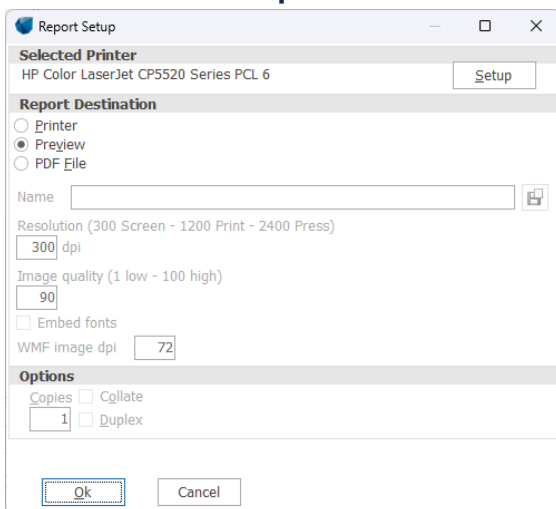 Report Setup
Selected Printer
HP Color LaserJet CP5520 Series PCL 6
Setup
Report Destination
Printer
Preview
PDF File
Name
Resolution (300 Screen - 1200 Print - 2400 Press)
300 dpi
Image quality (1 low - 100 high)
90
Embed fonts
WMF image dpi 72
Options
Copies Collate
1 Duplex
Ok Cancel